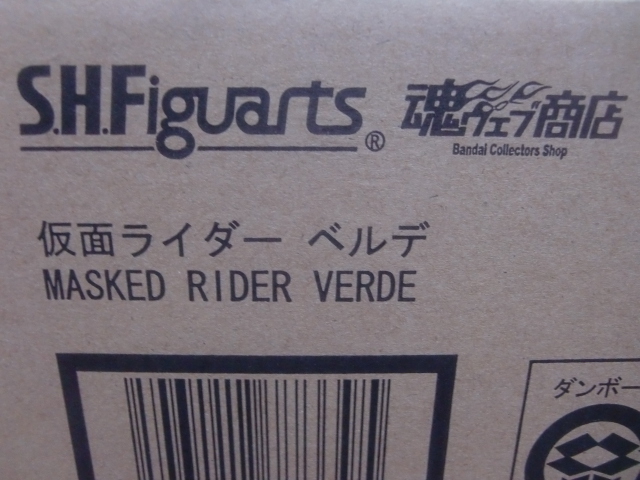 S.H.Figuarts®
魂ウェブ商店
Bandai Collectors Shop
仮面ライダー ベルデ
MASKED RIDER VERDE
ダンボー